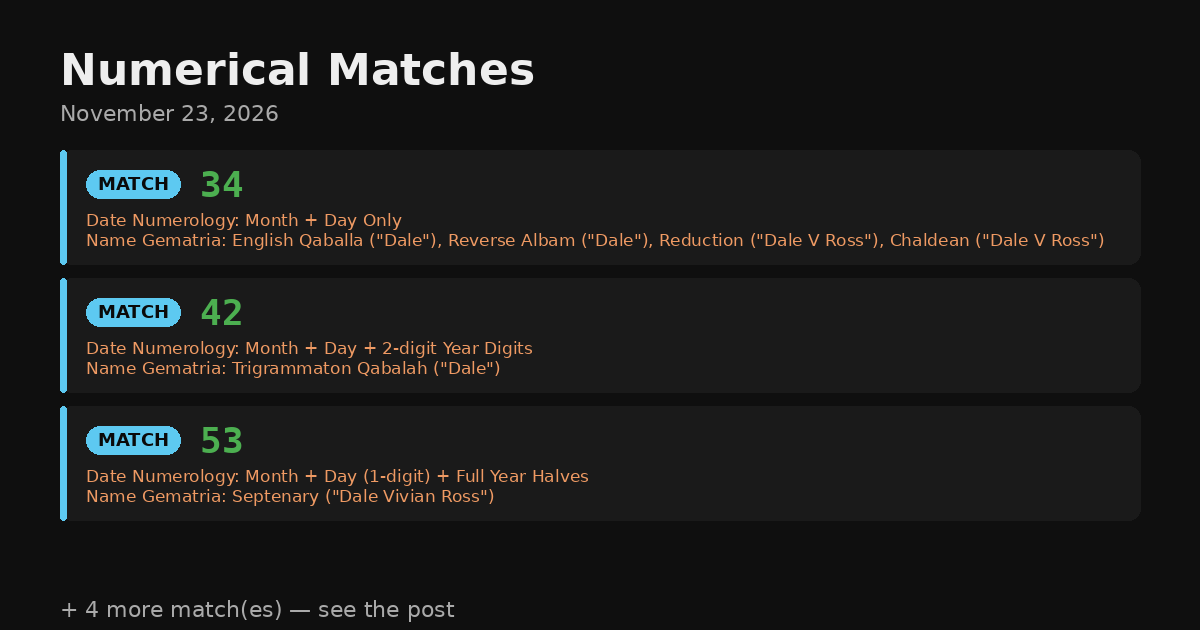 Numerical Matches
November 23, 2026
MATCH 34
Date Numerology: Month + Day Only
Name Gematria: English Qaballa ("Dale"), Reverse Albam ("Dale"), Reduction ("Dale V Ross"), Chaldean ("Dale V Ross")
MATCH 42
Date Numerology: Month + Day + 2-digit Year Digits
Name Gematria: Trigrammaton Qabalah ("Dale")
MATCH 53
Date Numerology: Month + Day (1-digit) + Full Year Halves
Name Gematria: Septenary ("Dale Vivian Ross")
+ 4 more match(es) — see the post